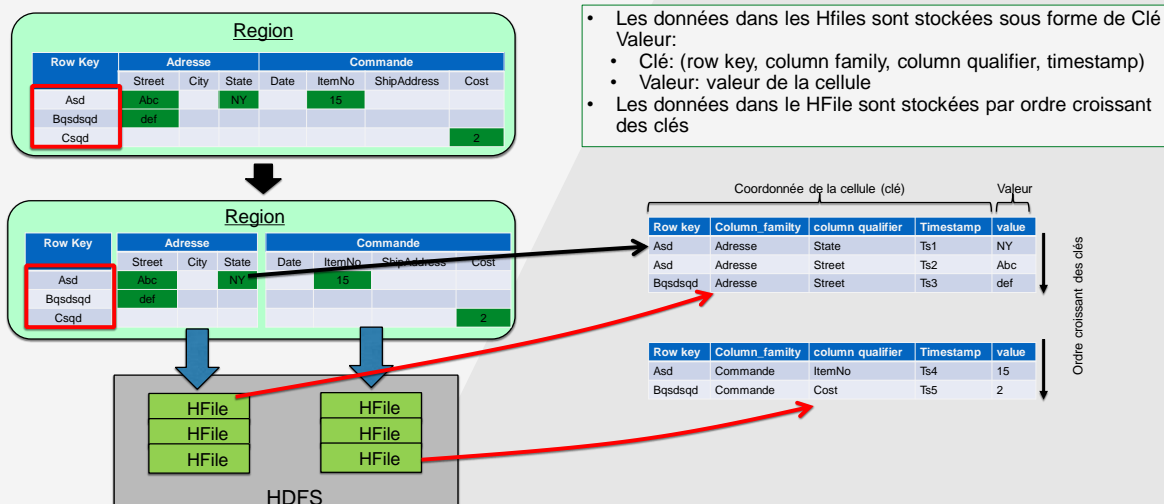 Region
Row Key Adresse Commande
Street City State Date ItemNo ShipAddress Cost
Asd Abc NY 15
Bqsdsqd def
Csqd 2
Region
Row Key Adresse Commande
Street City State Date ItemNo ShipAddress Cost
Asd Abc NY 15
Bqsdsqd def
Csqd 2
HFile HFile
HFile HFile
HFile HFile
HDFS
• Les données dans les Hfiles sont stockées sous forme de Clé
Valeur:
• Clé: (row key, column family, column qualifier, timestamp)
• Valeur: valeur de la cellule
• Les données dans le HFile sont stockées par ordre croissant
des clés
Coordonnée de la cellule (clé) Valeur
Row key Column_familty column qualifier Timestamp value
Asd Adresse State Ts1 NY
Asd Adresse Street Ts2 Abc
Bqsdsqd Adresse Street Ts3 def
Row key Column_familty column qualifier Timestamp value
Asd Commande ItemNo Ts4 15
Bqsdsqd Commande Cost Ts5 2
Ordre croissant des clés